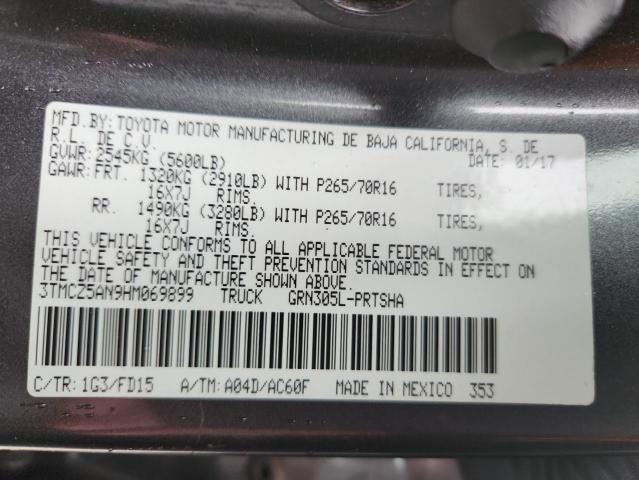 MFD.BY: TOYOTA MOTOR MANUFACTURING DE BAJA CALIFORNIA, S. DE
R.L. DE C.V. DATE: 01/17
GVWR: 2545KG (5600LB)
GAWR: FRT. 1320KG (2910LB) WITH P265/70R16 TIRES,
16X7J RIMS.
RR. 1490KG (3280LB) WITH P265/70R16 TIRES,
16X7J RIMS.
THIS VEHICLE CONFORMS TO ALL APPLICABLE FEDERAL MOTOR
VEHICLE SAFETY AND THEFT PREVENTION STANDARDS IN EFFECT ON
THE DATE OF MANUFACTURE SHOWN ABOVE.
3TMCZ5AN9HM069899 TRUCK GRN305L-PRTSHA
C/TR: 1G3/FD15 A/TM: A04D/AC60F MADE IN MEXICO 353